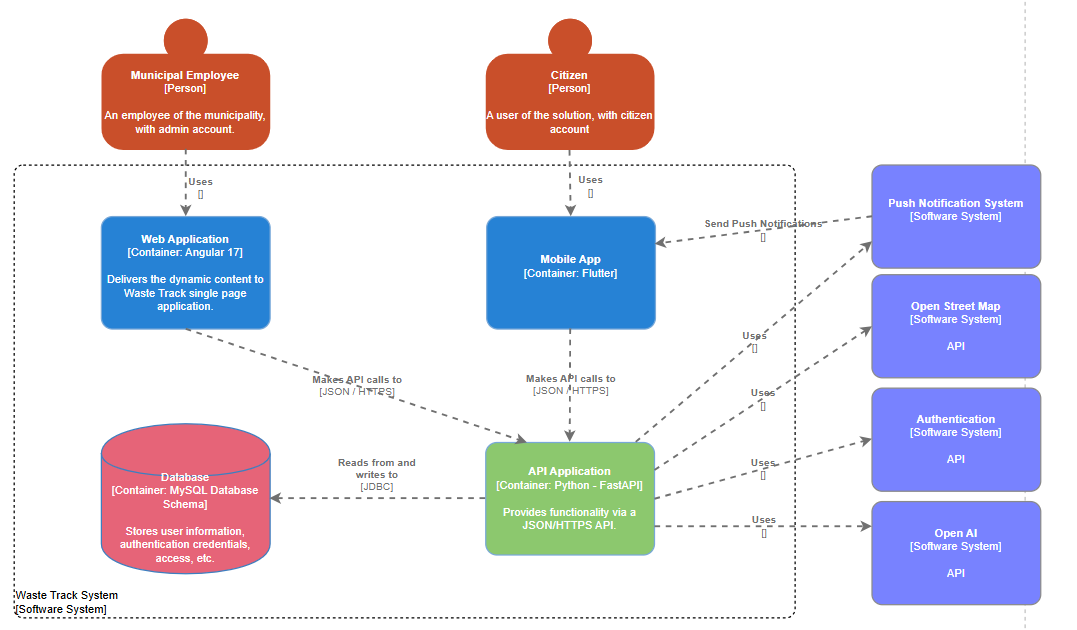 Municipal Employee
[Person]
An employee of the municipality,
with admin account.
Citizen
[Person]
A user of the solution, with citizen
account
Uses
[]
Uses
[]
Web Application
[Container: Angular 17]
Delivers the dynamic content to
Waste Track single page
application.
Mobile App
[Container: Flutter]
Send Push Notifications
[]
Push Notification System
[Software System]
Open Street Map
[Software System]
API
Uses
[]
Makes API calls to
[JSON / HTTPS]
Makes API calls to
[JSON / HTTPS]
Uses
[]
Authentication
[Software System]
API
Database
[Container: MySQL Database
Schema]
Stores user information,
authentication credentials,
access, etc.
Reads from and
writes to
[JDBC]
API Application
[Container: Python - FastAPI]
Provides functionality via a
JSON/HTTPS API.
Uses
[]
Uses
[]
Open AI
[Software System]
API
Waste Track System
[Software System]